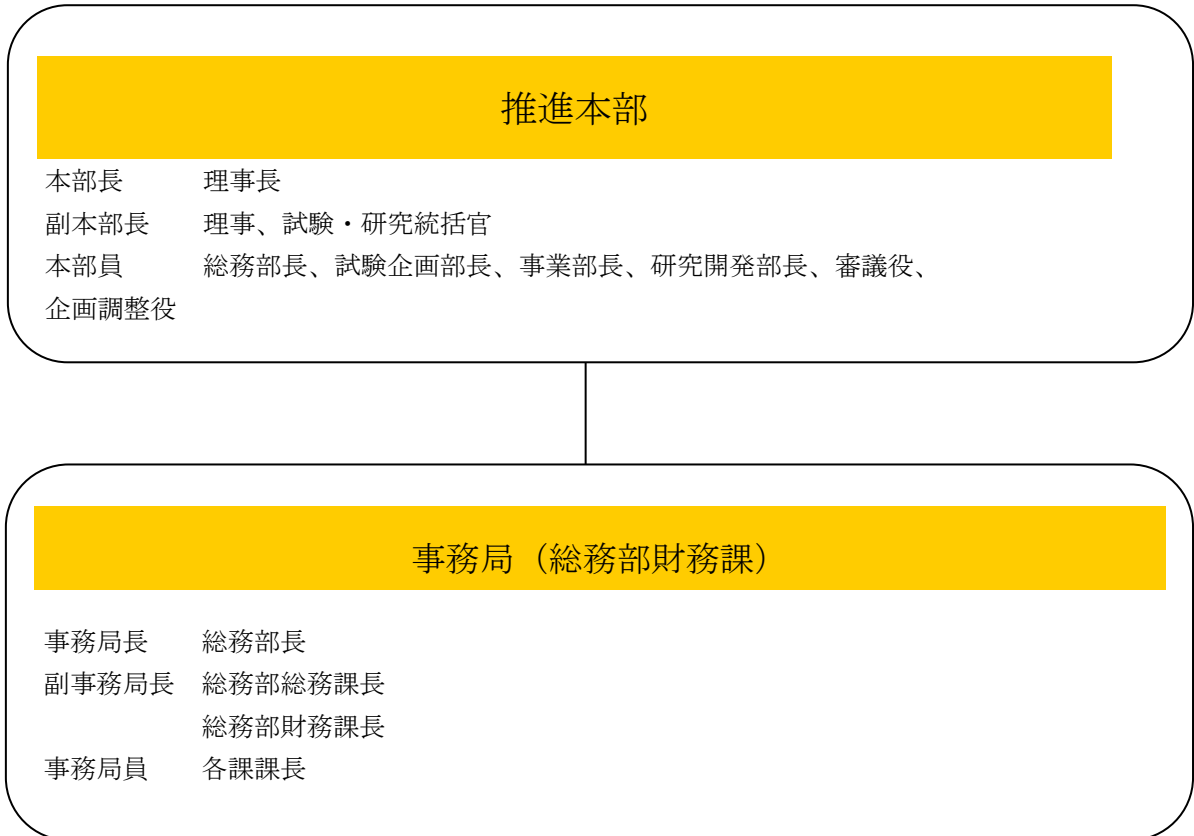 推進本部
本部長 理事長
副本部長 理事、試験・研究統括官
本部員 総務部長、試験企画部長、事業部長、研究開発部長、審議役、
企画調整役
事務局（総務部財務課）
事務局長 総務部長
副事務局長 総務部総務課長
総務部財務課長
事務局員 各課課長